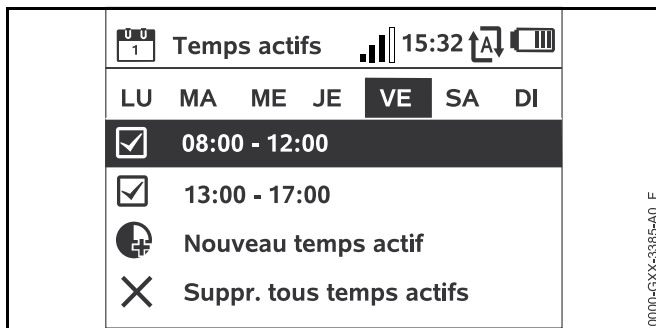 1 Temps actifs 15:32 A
LU MA ME JE VE SA DI
08:00 - 12:00
13:00 - 17:00
Nouveau temps actif
Suppr. tous temps actifs
0000-GXX-3385-A0_F